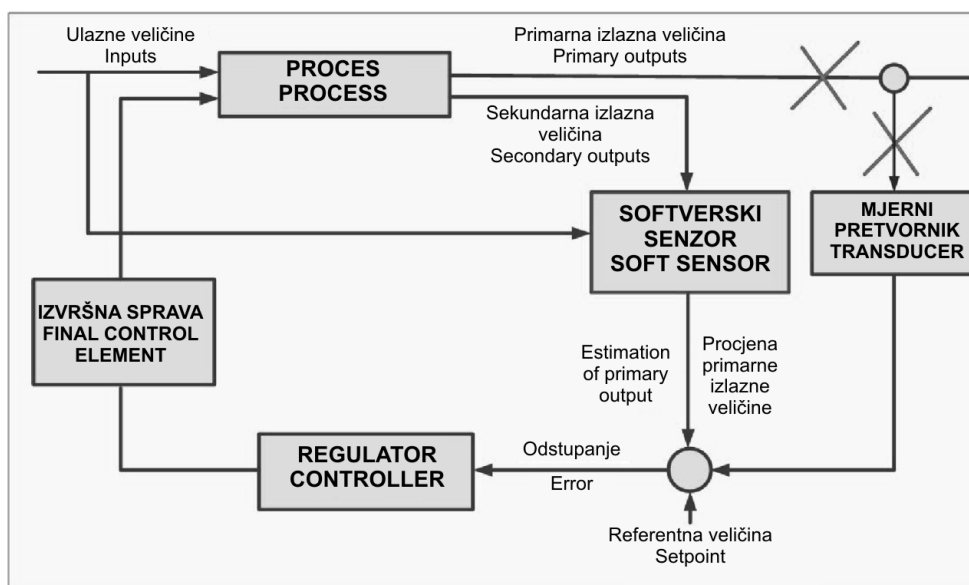 Ulazne veličine
Inputs
PROCES
PROCESS
Primarna izlazna veličina
Primary outputs
Sekundarna izlazna
veličina
Secondary outputs
SOFTVERSKI
SENZOR
SOFT SENSOR
MJERNI
PRETVORNIK
TRANSDUCER
IZVRŠNA SPRAVA
FINAL CONTROL
ELEMENT
Estimation
of primary
output
Procjena
primarne
izlazne
veličine
REGULATOR
CONTROLLER
Odstupanje
Error
Referentna veličina
Setpoint